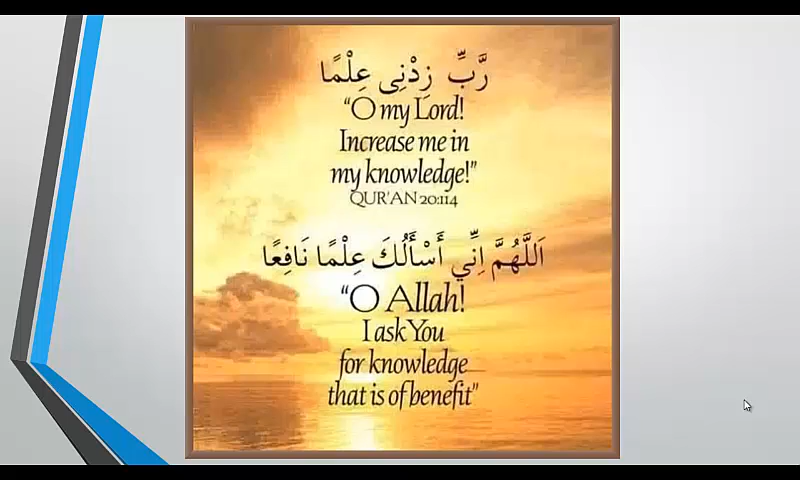 رَّبِّ زِدْنِى عِلْمًا
“O my Lord!
Increase me in
my knowledge!”
QUR'AN 20:114
اَللَّهُمَّ اِنِّي أَسْأَلُكَ عِلْمًا نَافِعًا
“O Allah!
I ask You
for knowledge
that is of benefit”